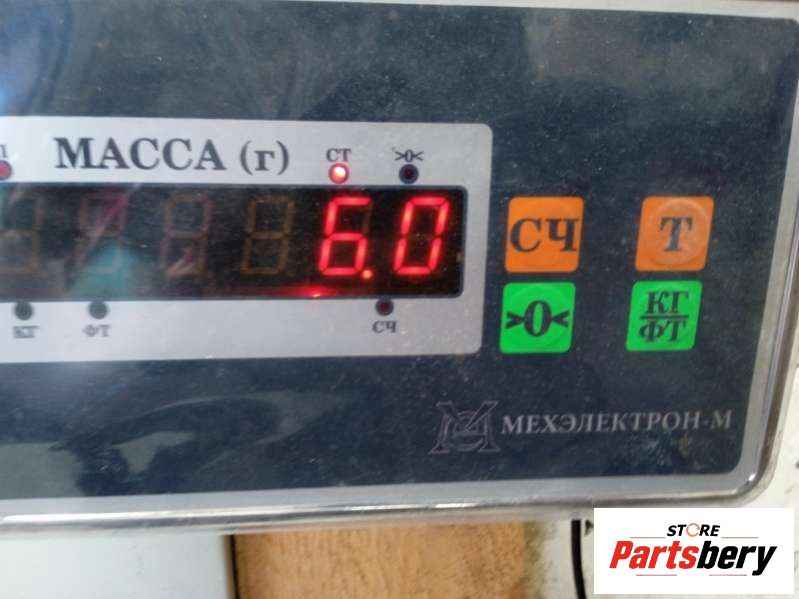 МАССА (г) СТ >0<
6.0
КГ ФТ СЧ
СЧ Т
>0< КГ/ФТ
МЕХЭЛЕКТРОН-М
STORE
Partsbery